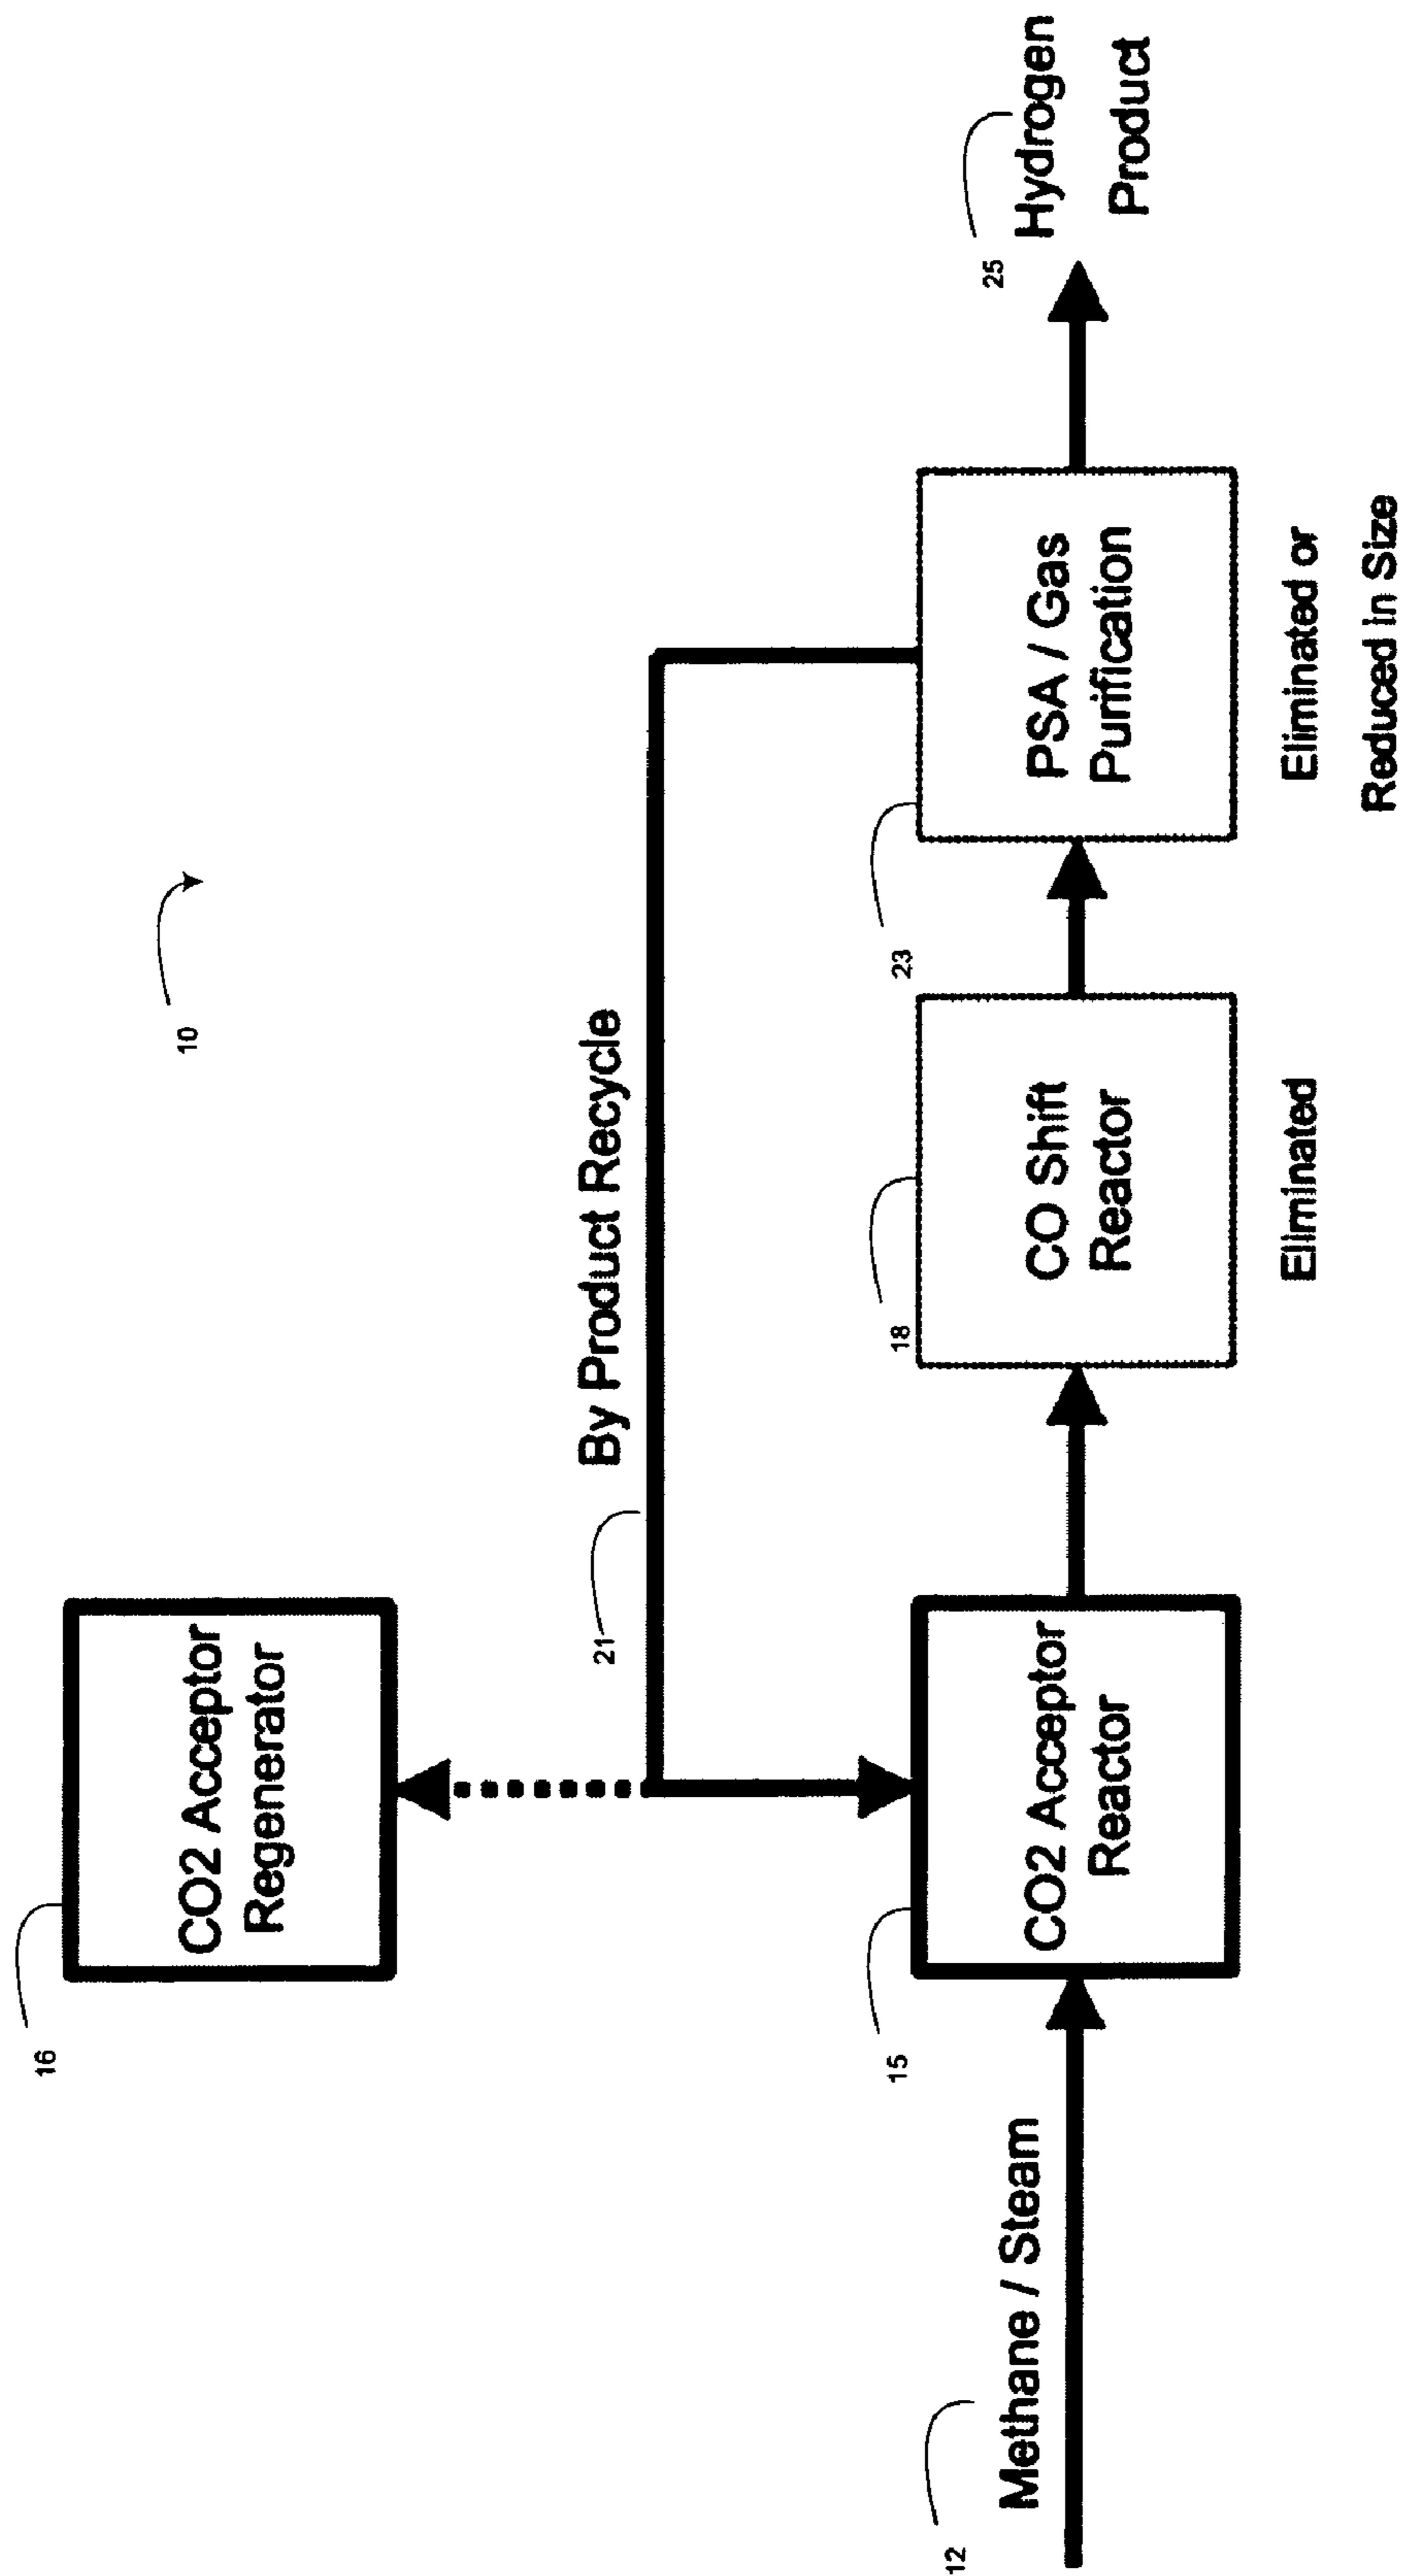 10
16
CO2 Acceptor
Regenerator
21
By Product Recycle
12
Methane / Steam
15
CO2 Acceptor
Reactor
18
CO Shift
Reactor
Eliminated
23
PSA / Gas
Purification
Eliminated or
Reduced in Size
25
Hydrogen
Product